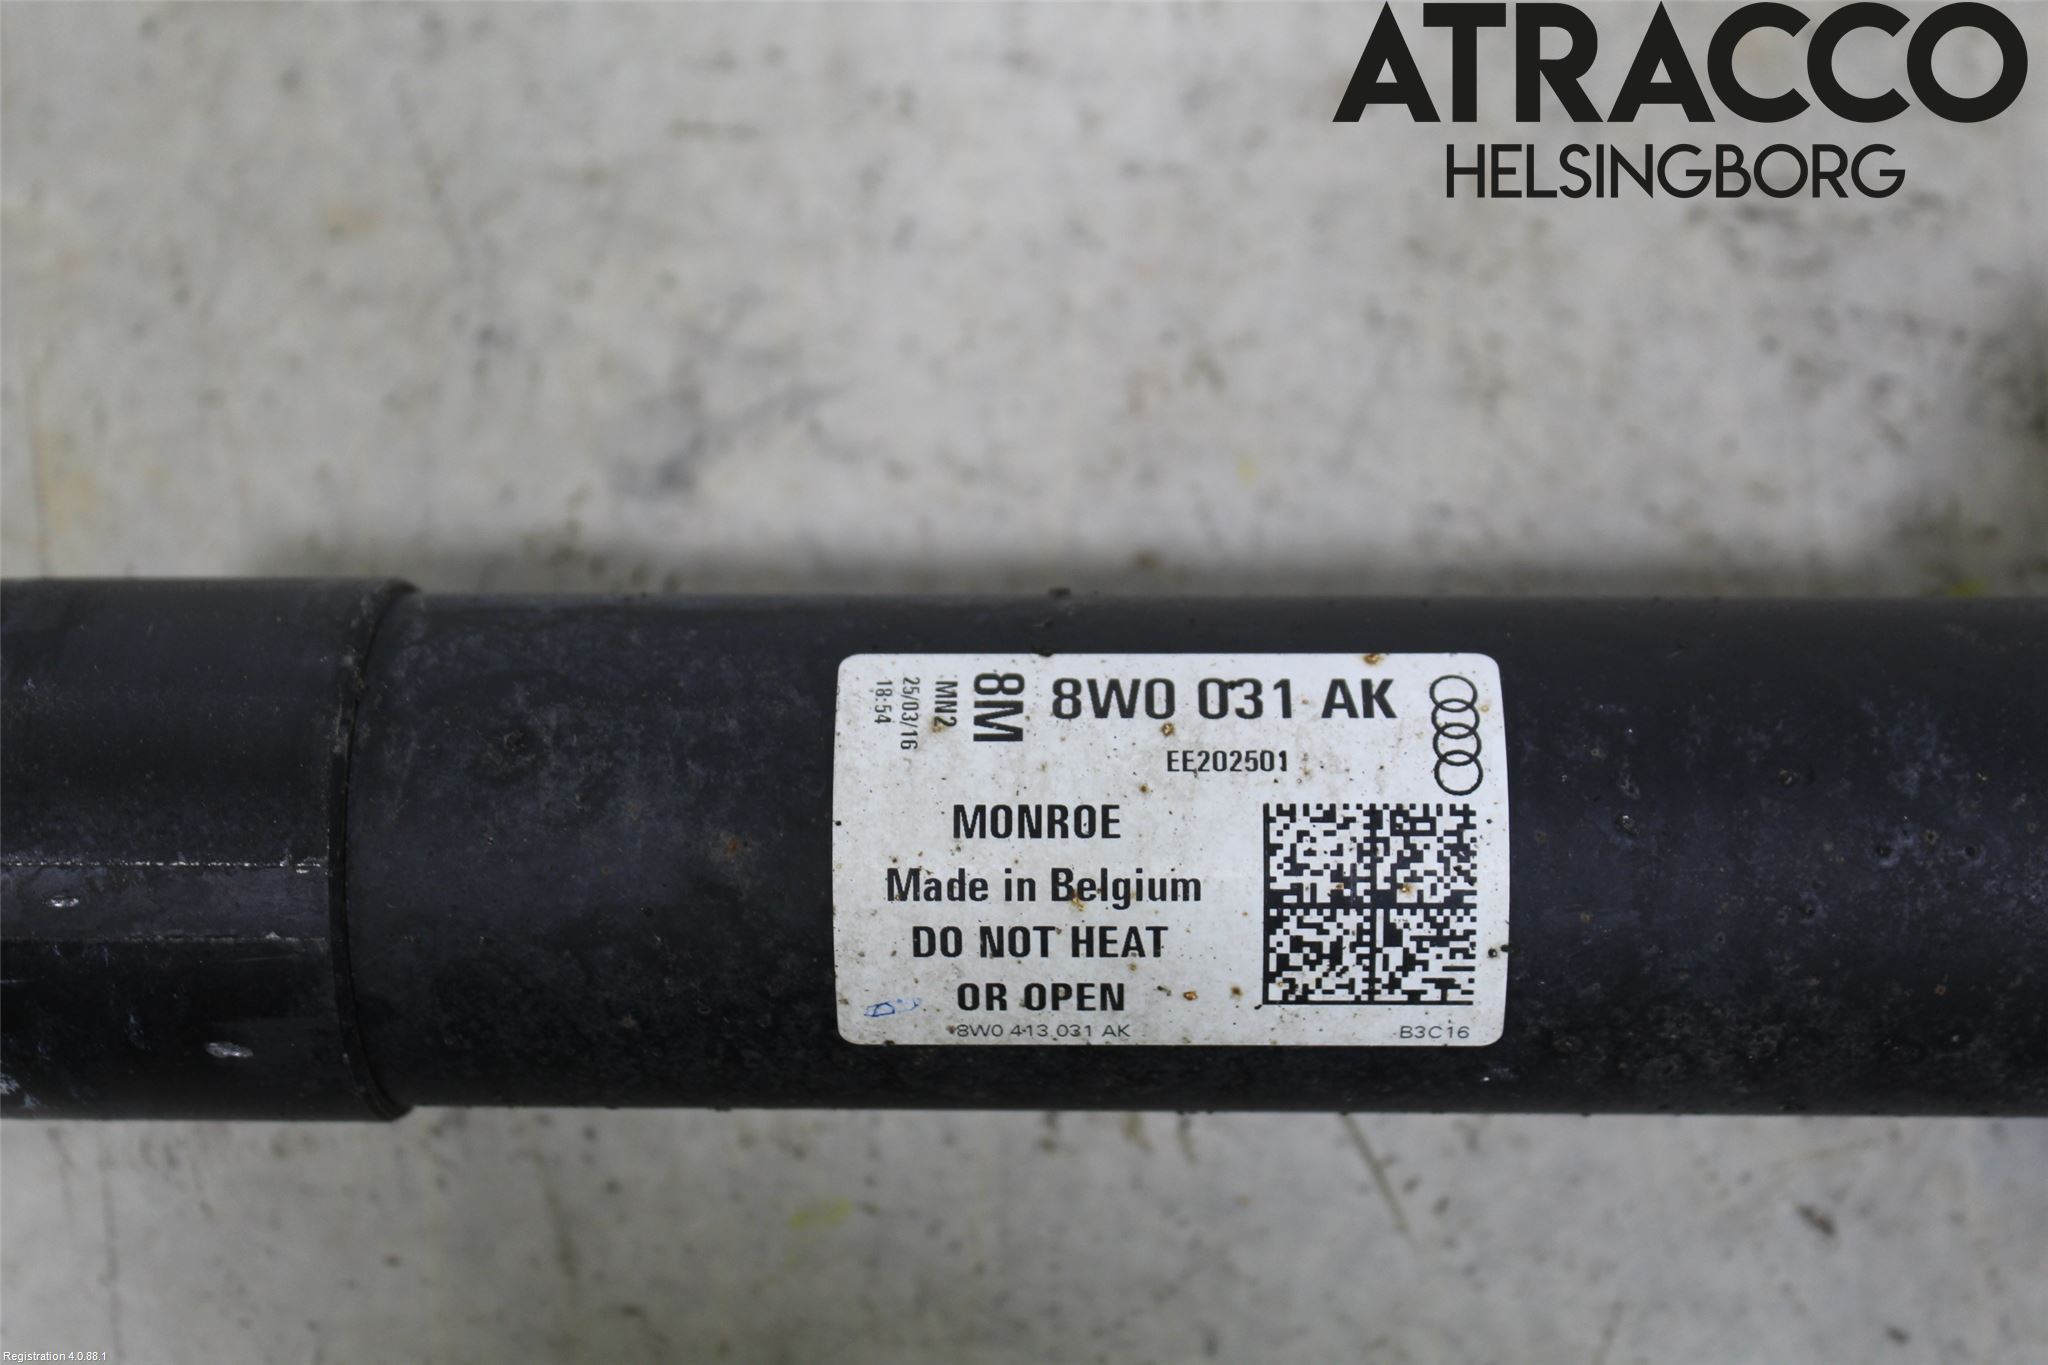 ATRACCO
HELSINGBORG
8W0 031 AK
8M
MN2
25/03/16
18:54
EE202501
MONROE
Made in Belgium
DO NOT HEAT
OR OPEN
8W0 413 031 AK
B3C16
Registration 4.0.88.1